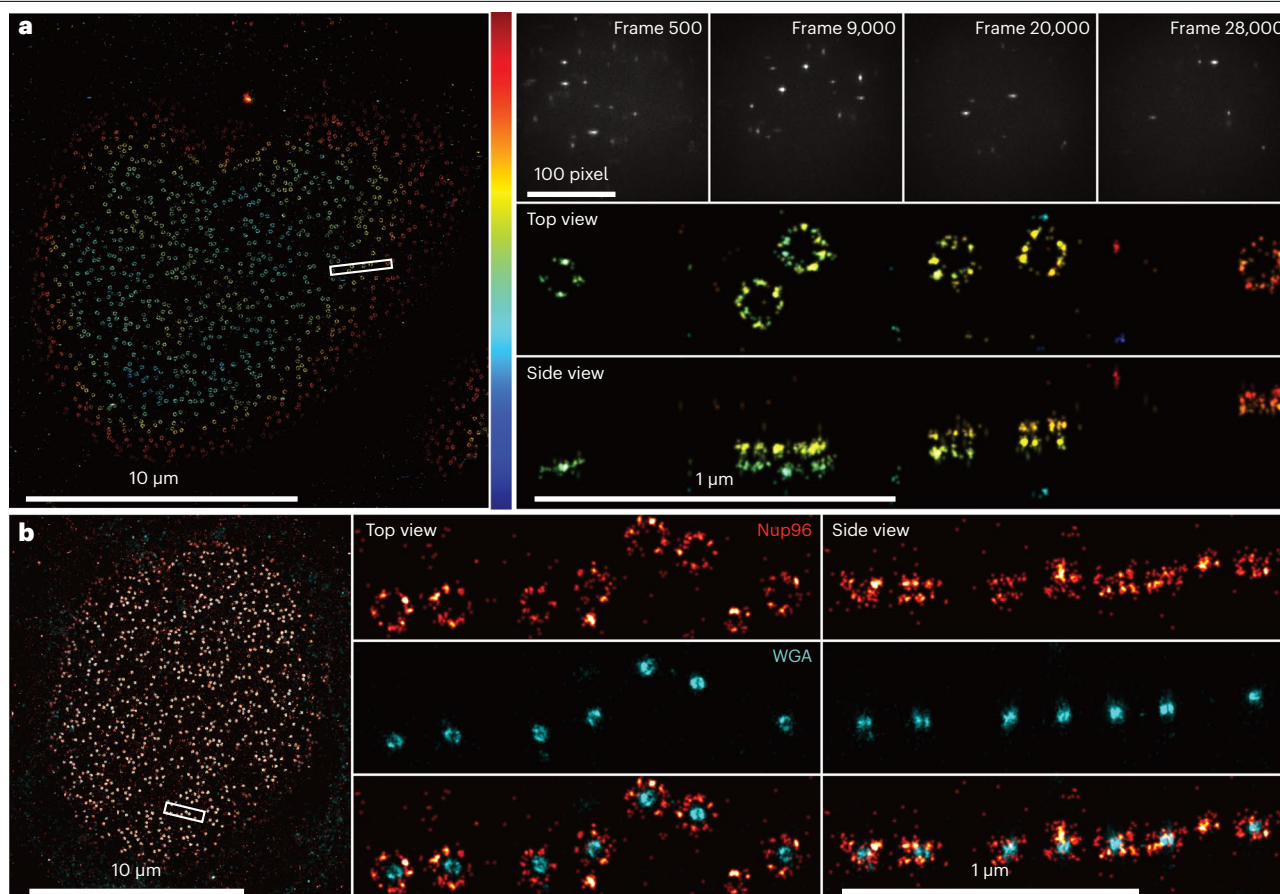 a
Frame 500
Frame 9,000
Frame 20,000
Frame 28,000
100 pixel
Top view
Side view
10 µm
1 µm
b
Top view
Nup96
Side view
WGA
10 µm
1 µm